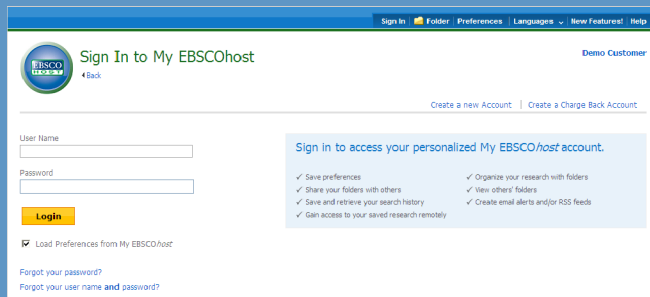 Sign In | Folder | Preferences | Languages | New Features! | Help
EBSCO
HOST
Sign In to My EBSCOhost
Back
Demo Customer
Create a new Account | Create a Charge Back Account
User Name
Password
Login
Load Preferences from My EBSCOhost
Forgot your password?
Forgot your user name and password?
Sign in to access your personalized My EBSCOhost account.
✓ Save preferences
✓ Share your folders with others
✓ Save and retrieve your search history
✓ Gain access to your saved research remotely
✓ Organize your research with folders
✓ View others' folders
✓ Create email alerts and/or RSS feeds